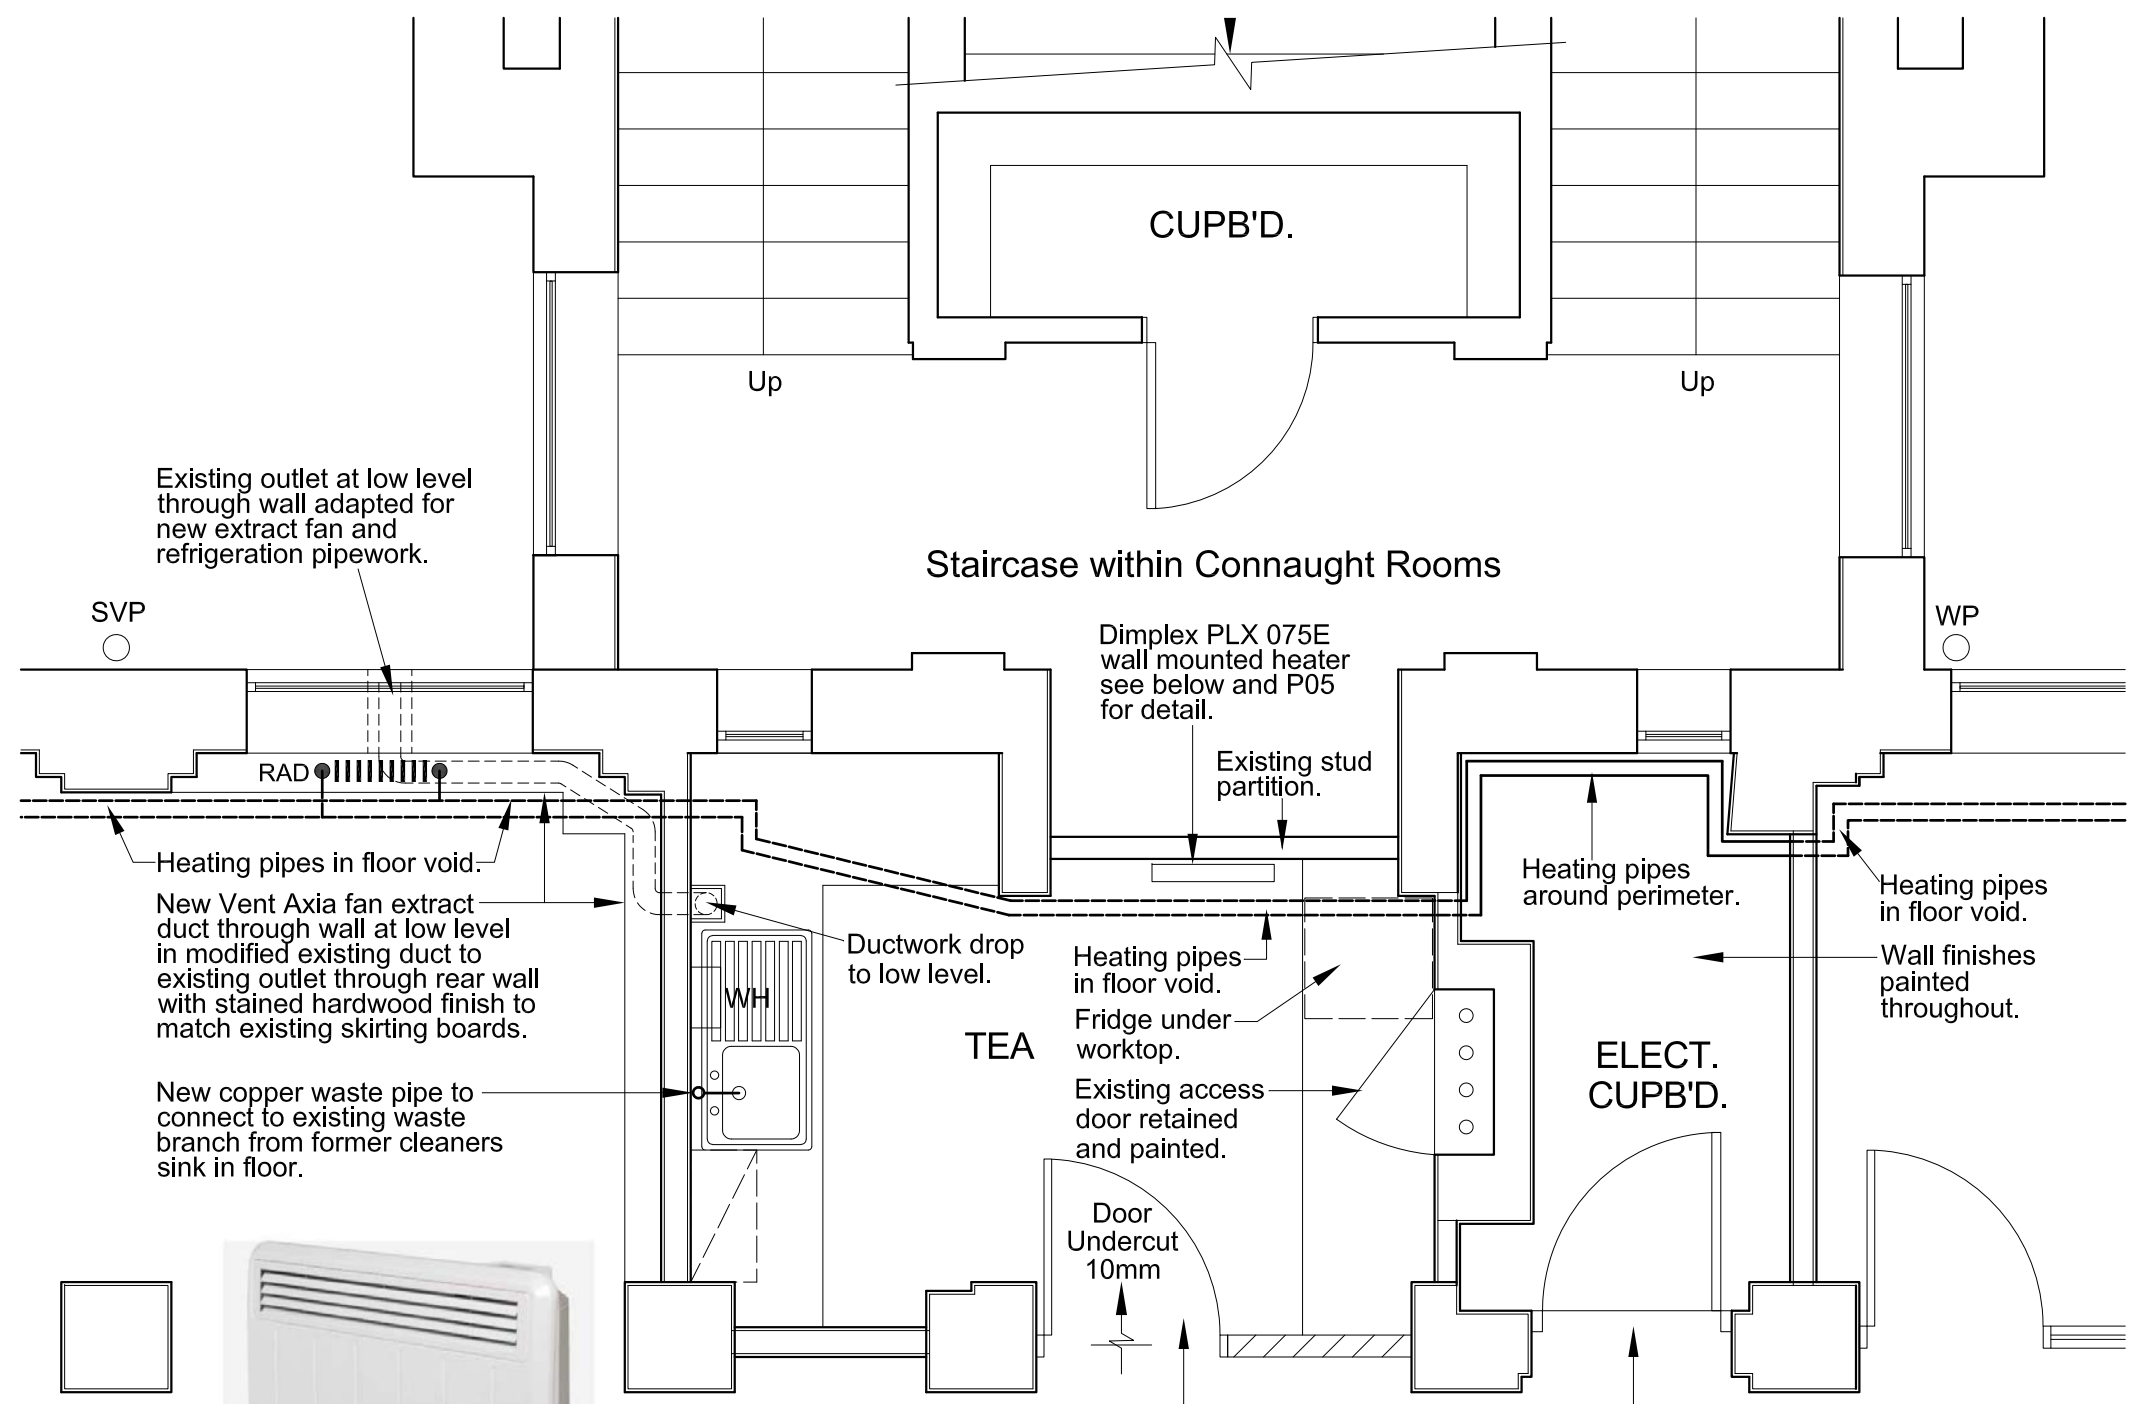 CUPB'D.
Up
Up
Existing outlet at low level
through wall adapted for
new extract fan and
refrigeration pipework.
Staircase within Connaught Rooms
SVP
WP
Dimplex PLX 075E
wall mounted heater
see below and P05
for detail.
Existing stud
partition.
RAD
Heating pipes in floor void.
Heating pipes
around perimeter.
Heating pipes
in floor void.
New Vent Axia fan extract
duct through wall at low level
in modified existing duct to
existing outlet through rear wall
with stained hardwood finish to
match existing skirting boards.
Ductwork drop
to low level.
Heating pipes
in floor void.
Wall finishes
painted
throughout.
WH
Fridge under
worktop.
TEA
ELECT.
CUPB'D.
Existing access
door retained
and painted.
New copper waste pipe to
connect to existing waste
branch from former cleaners
sink in floor.
Door
Undercut
10mm